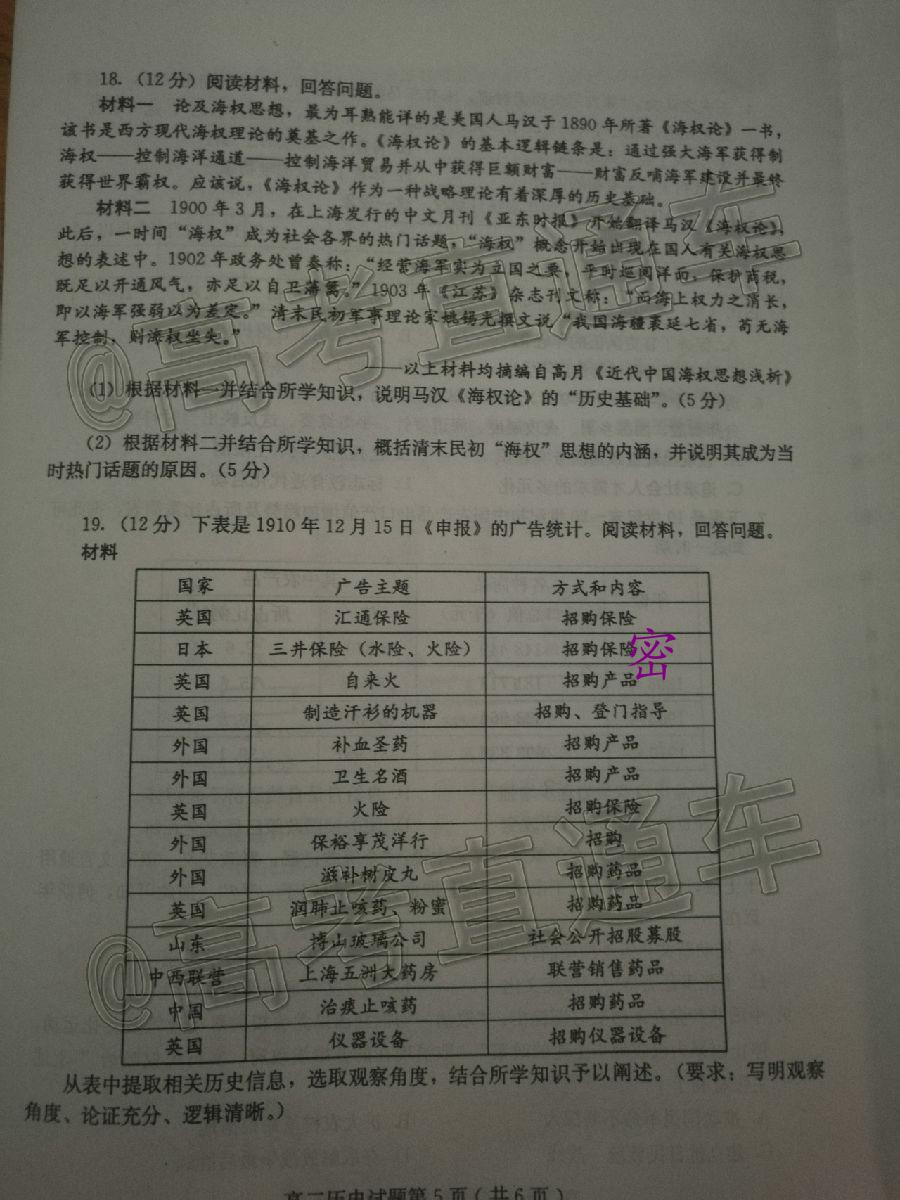 18. （12分）阅读材料，回答问题。
材料一 论及海权思想，最为耳熟能详的是美国人马汉于1890年所著《海权论》一书，
该书是西方现代海权理论的奠基之作。《海权论》的基本逻辑链条是：通过强大海军获得制
海权——控制海洋通道——控制海洋贸易并从中获得巨额财富——财富反哺海军建设并最终
获得世界霸权。应该说，《海权论》作为一种战略理论有着深厚的历史基础。
材料二 1900年3月，在上海发行的中文月刊《亚东时报》开始翻译马汉《海权论》，
此后，一时间“海权”成为社会各界的热门话题，“海权”概念开始出现在国人有关海权思
想的表述中。1902年政务处曾奏称：“经营海军实为立国之要，平时巡阅洋面，保护商税，
既足以开通风气，亦足以自卫藩篱。”1903年《江苏》杂志刊文称：“西海上权力之消长，
即以海军强弱以为差定。”清末民初军事理论家姚锡光撰文说“我国海疆袤延七省，苟无海
军控制，则海权坐失。”
——以上材料均摘编自高月《近代中国海权思想浅析》
（1）根据材料一并结合所学知识，说明马汉《海权论》的“历史基础”。（5分）
（2）根据材料二并结合所学知识，概括清末民初“海权”思想的内涵，并说明其成为当
时热门话题的原因。（5分）
19. （12分）下表是1910年12月15日《申报》的广告统计。阅读材料，回答问题。
材料
国家 广告主题 方式和内容
英国 汇通保险 招购保险
日本 三井保险（水险、火险） 招购保险
密
英国 自来火 招购产品
英国 制造汗衫的机器 招购、登门指导
外国 补血圣药 招购产品
外国 卫生名酒 招购产品
英国 火险 招购保险
外国 保裕享茂洋行 招购
外国 滋补树皮丸 招购药品
英国 润肺止咳药、粉蜜 招购药品
山东 博山玻璃公司 社会公开招股募股
中西联营 上海五洲大药房 联营销售药品
中国 治痰止咳药 招购药品
英国 仪器设备 招购仪器设备
从表中提取相关历史信息，选取观察角度，结合所学知识予以阐述。（要求：写明观察
角度、论证充分、逻辑清晰。）
高二历史试题第5页（共6页）
@高考直通车
@高考直通车